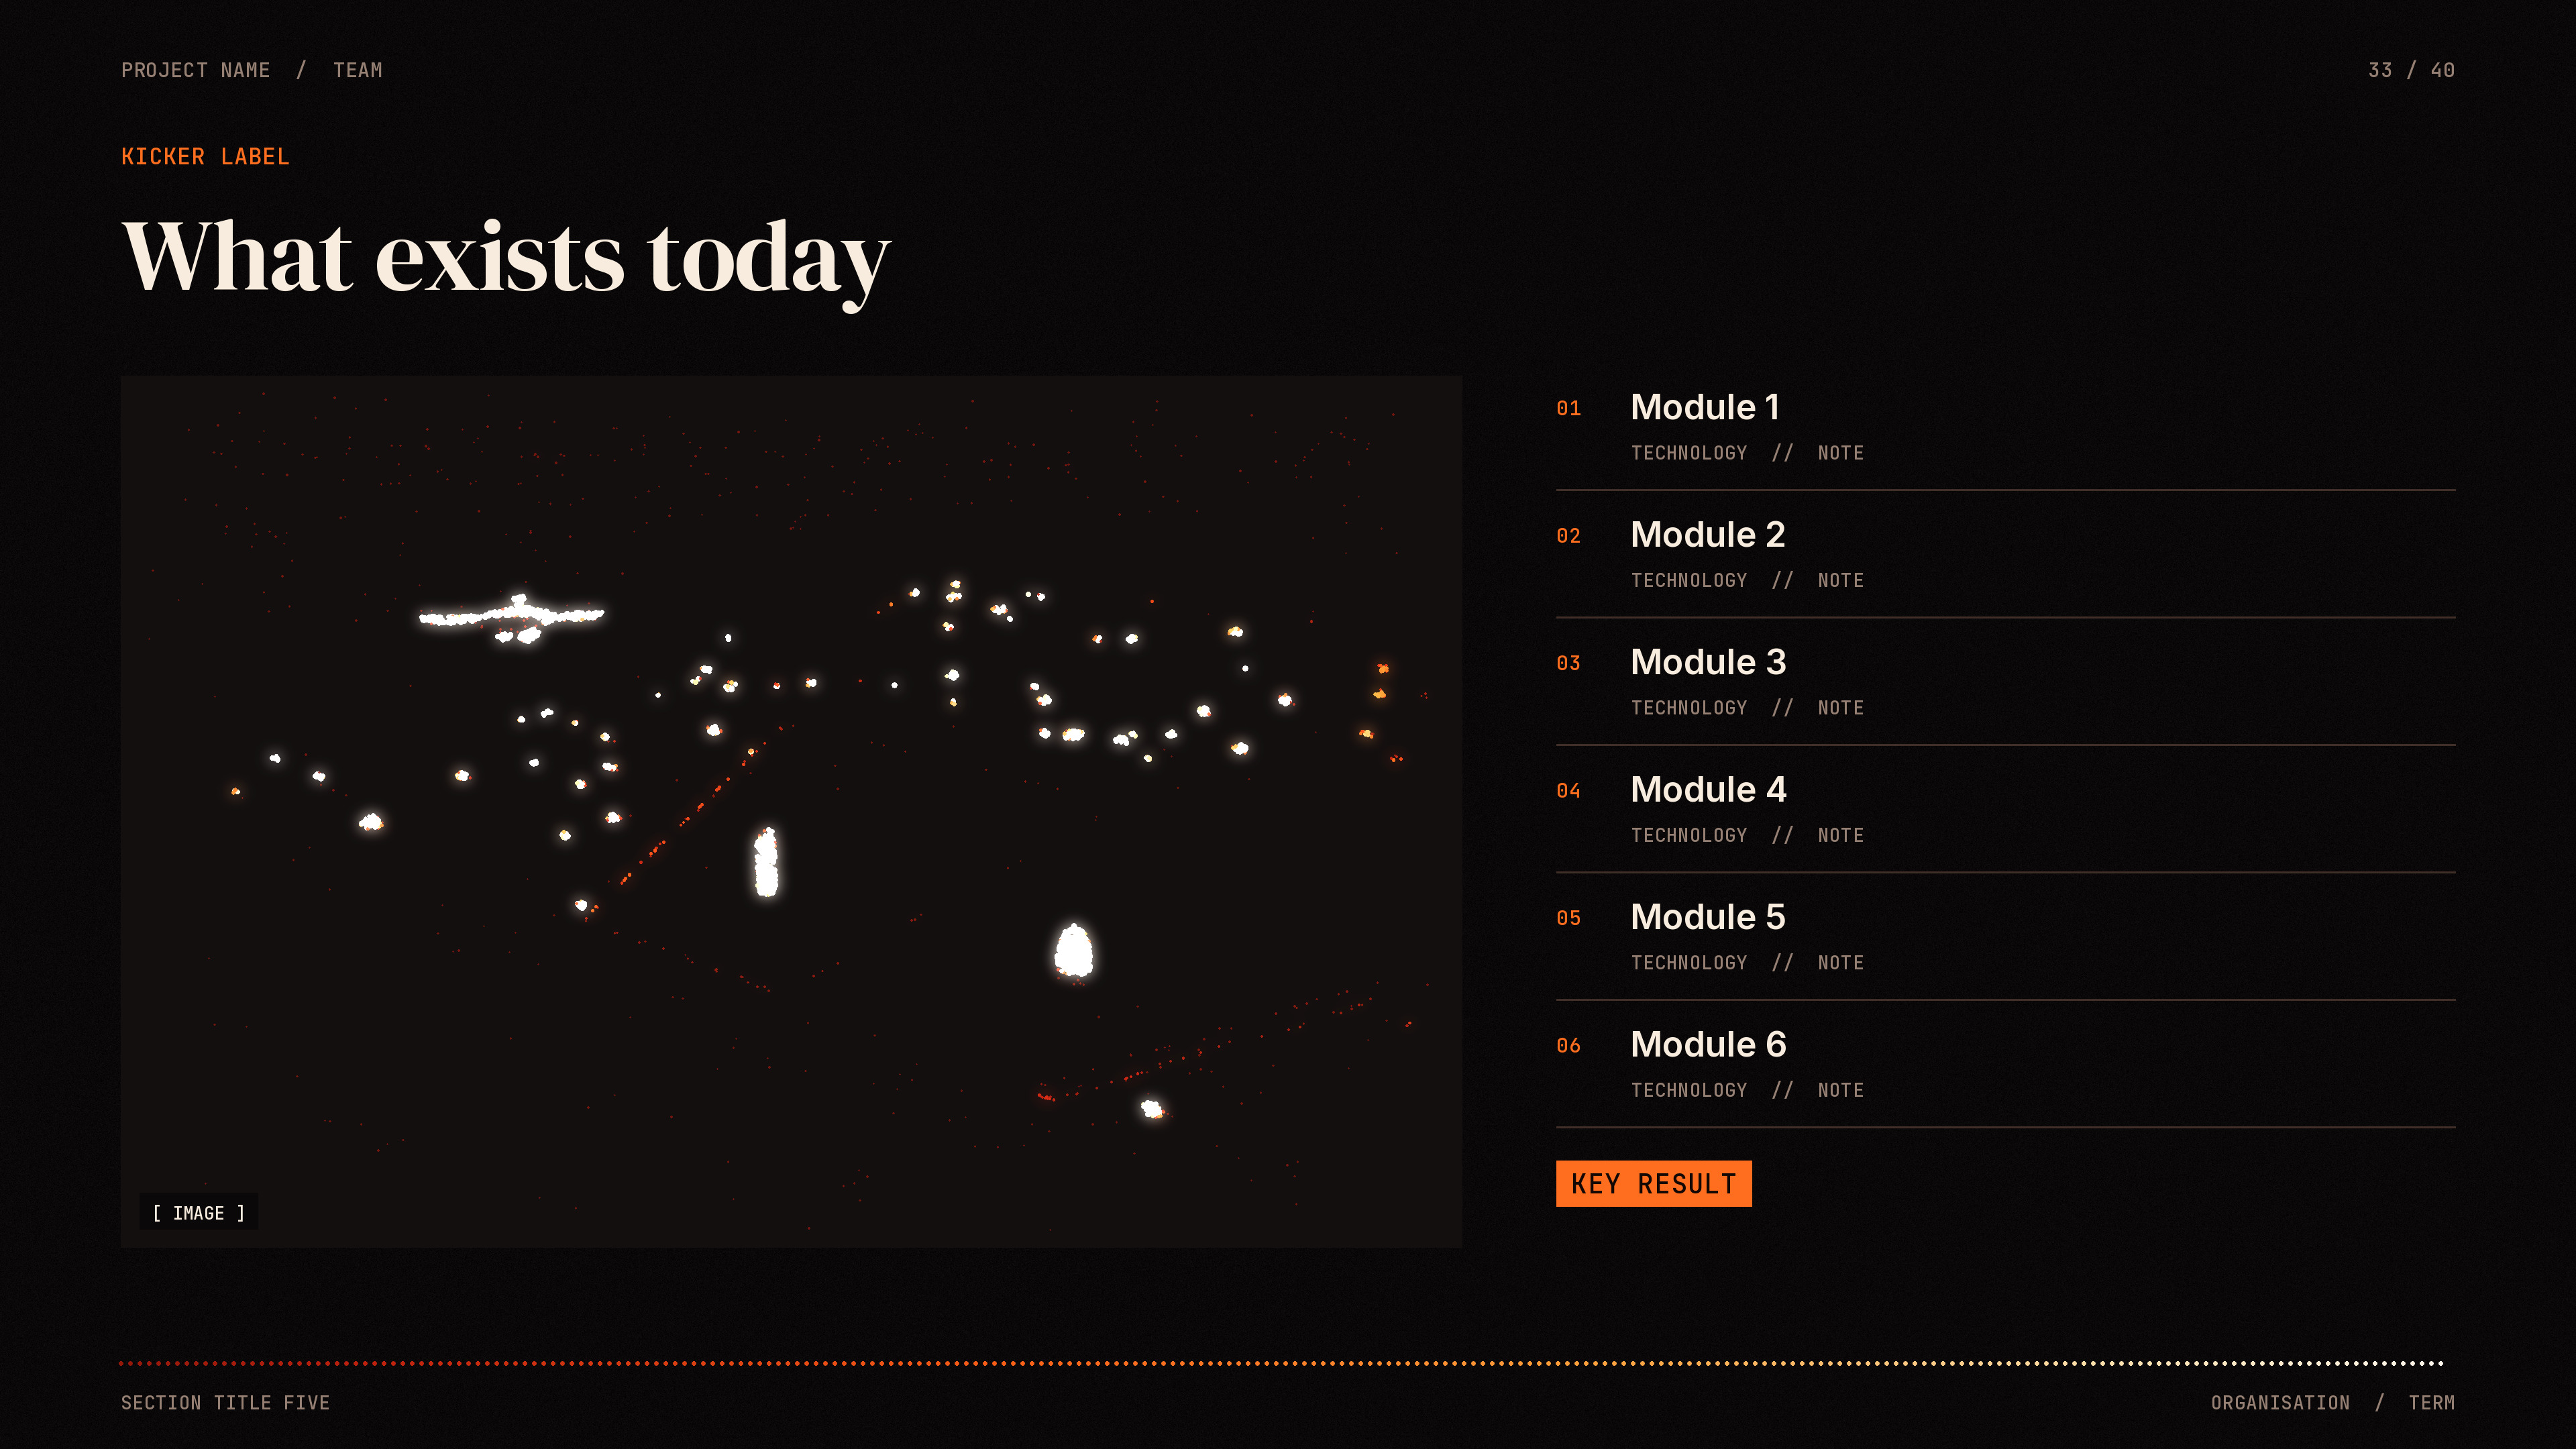 PROJECT NAME / TEAM
33 / 40
KICKER LABEL
What exists today
[ IMAGE ]
01 Module 1
TECHNOLOGY // NOTE
02 Module 2
TECHNOLOGY // NOTE
03 Module 3
TECHNOLOGY // NOTE
04 Module 4
TECHNOLOGY // NOTE
05 Module 5
TECHNOLOGY // NOTE
06 Module 6
TECHNOLOGY // NOTE
KEY RESULT
SECTION TITLE FIVE
ORGANISATION / TERM